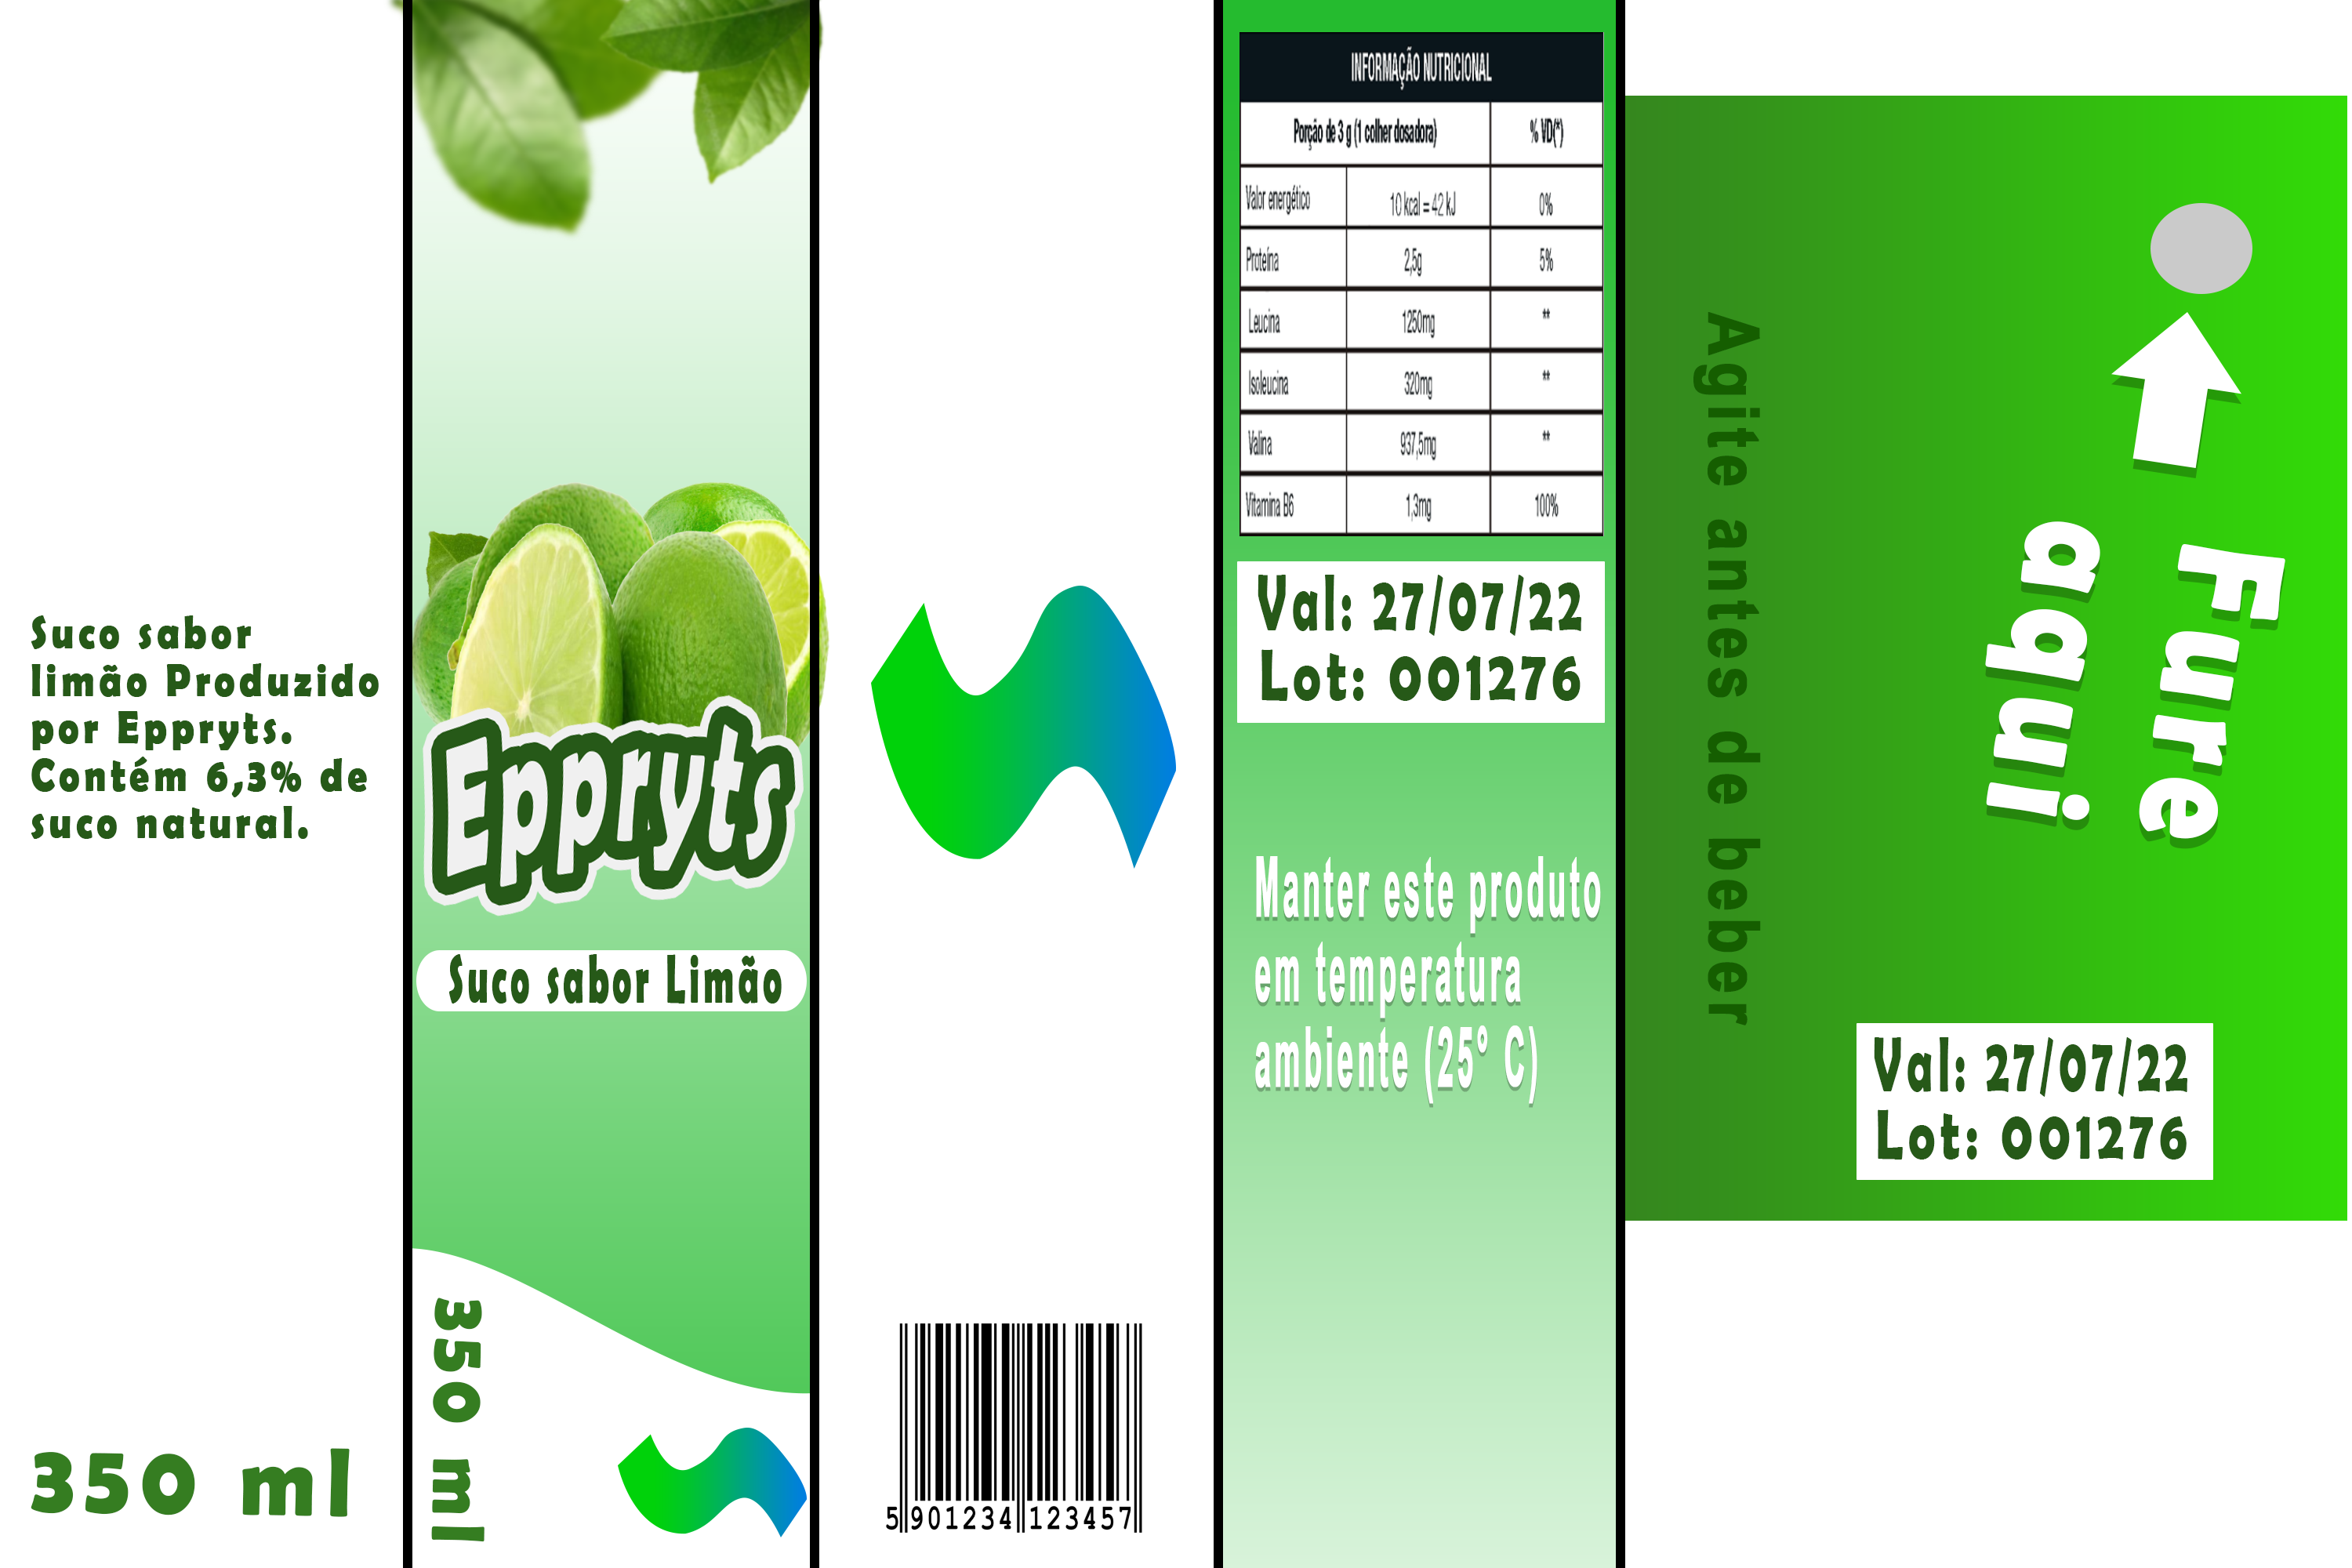 Suco sabor
limão Produzido
por Eppryts.
Contém 6,3% de
suco natural.
350 ml
Eppryts
Suco sabor Limão
350 ml
5 901234 123457
INFORMAÇÃO NUTRICIONAL
Porção de 3 g (1 colher dosadora) % VD(*)
Valor energético 10 kcal = 42 kJ 0%
Proteína 2,5g 5%
Leucina 1250mg **
Isoleucina 320mg **
Valina 937,5mg **
Vitamina B6 1,3mg 100%
Val: 27/07/22
Lot: 001276
Manter este produto
em temperatura
ambiente (25º C)
Agite antes de beber
Fure
aqui
Val: 27/07/22
Lot: 001276